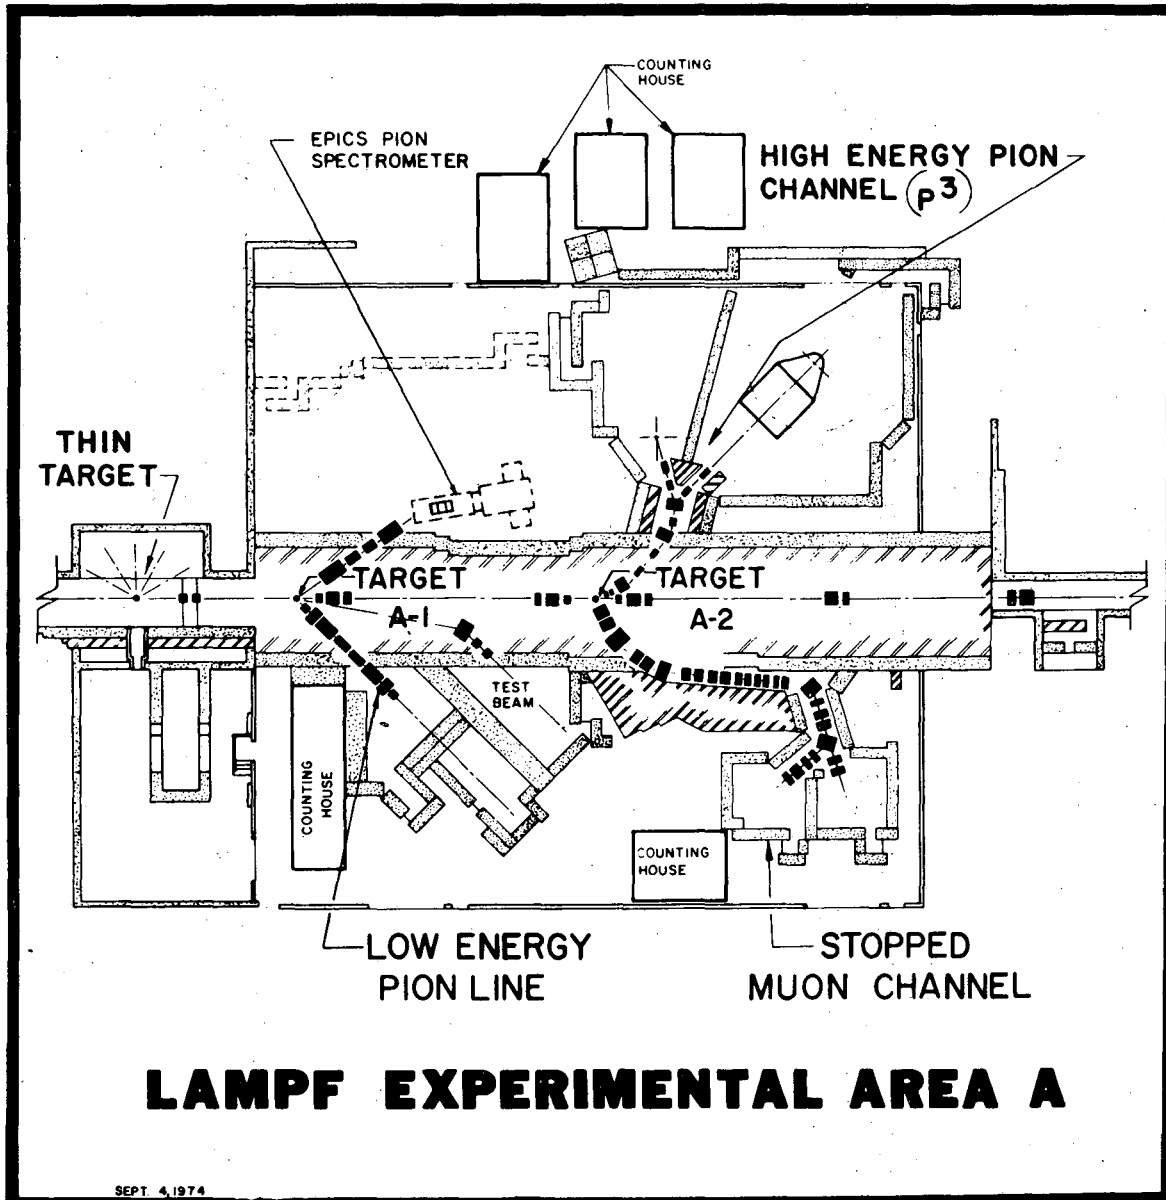 COUNTING
HOUSE
EPICS PION
SPECTROMETER
HIGH ENERGY PION
CHANNEL (P³)
THIN
TARGET
TARGET
A-1
TARGET
A-2
TEST
BEAM
COUNTING
HOUSE
COUNTING
HOUSE
LOW ENERGY
PION LINE
STOPPED
MUON CHANNEL
LAMPF EXPERIMENTAL AREA A
SEPT. 4, 1974